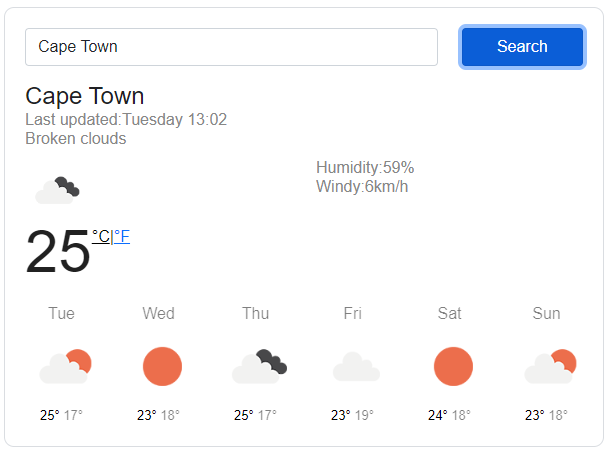 Cape Town
Search
Cape Town
Last updated:Tuesday 13:02
Broken clouds
Humidity:59%
Windy:6km/h
25 °C|°F
Tue Wed Thu Fri Sat Sun
25° 17° 23° 18° 25° 17° 23° 19° 24° 18° 23° 18°